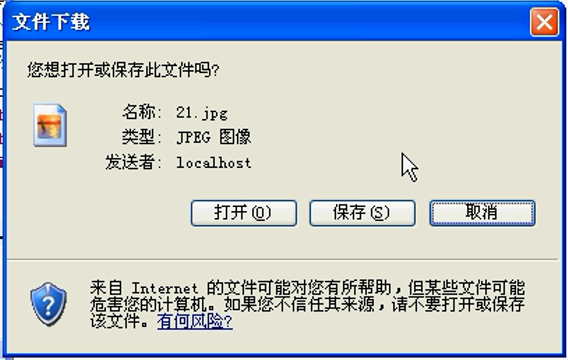 文件下载
您想打开或保存此文件吗?
名称: 21.jpg
类型: JPEG 图像
发送者: localhost
打开(O) 保存(S) 取消
来自 Internet 的文件可能对您有所帮助,但某些文件可能
危害您的计算机。如果您不信任其来源,请不要打开或保存
该文件。有何风险?